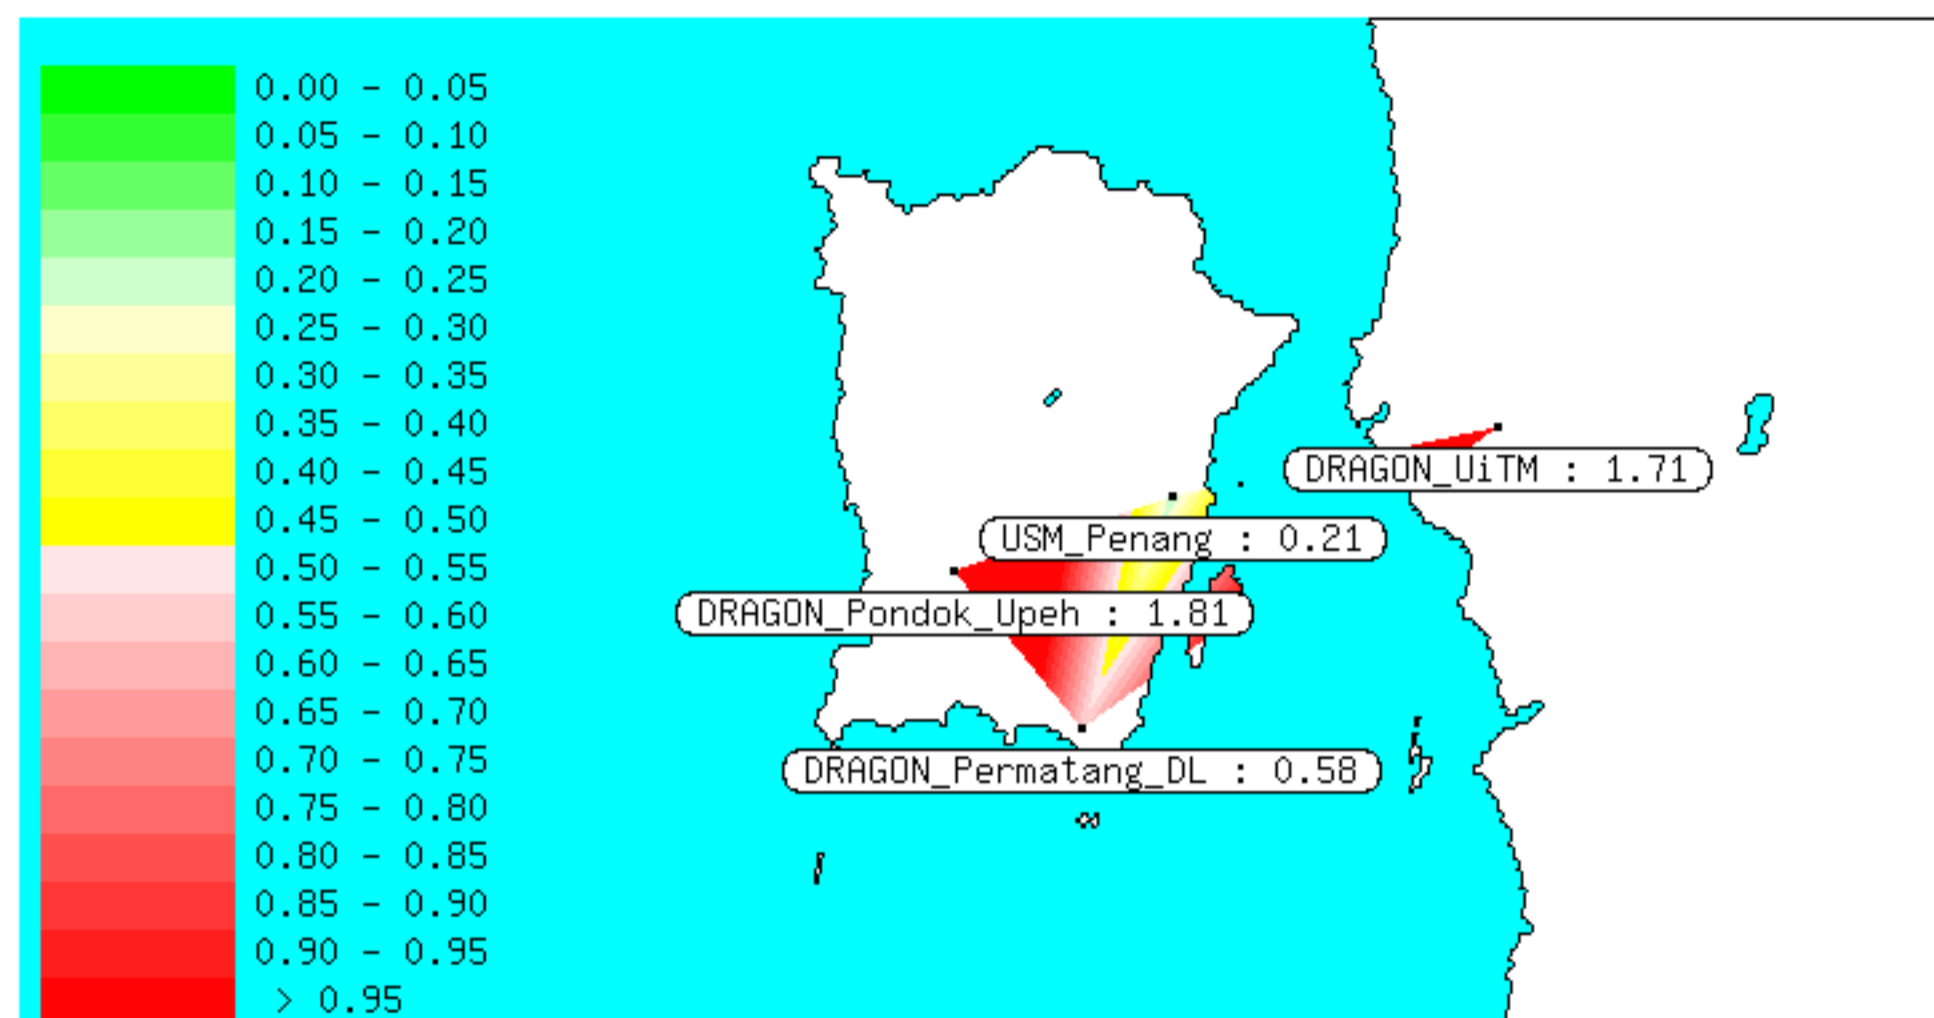 0.00 - 0.05
0.05 - 0.10
0.10 - 0.15
0.15 - 0.20
0.20 - 0.25
0.25 - 0.30
0.30 - 0.35
0.35 - 0.40
0.40 - 0.45
0.45 - 0.50
0.50 - 0.55
0.55 - 0.60
0.60 - 0.65
0.65 - 0.70
0.70 - 0.75
0.75 - 0.80
0.80 - 0.85
0.85 - 0.90
0.90 - 0.95
> 0.95
DRAGON_UiTM : 1.71
USM_Penang : 0.21
DRAGON_Pondok_Upeh : 1.81
DRAGON_Permatang_DL : 0.58